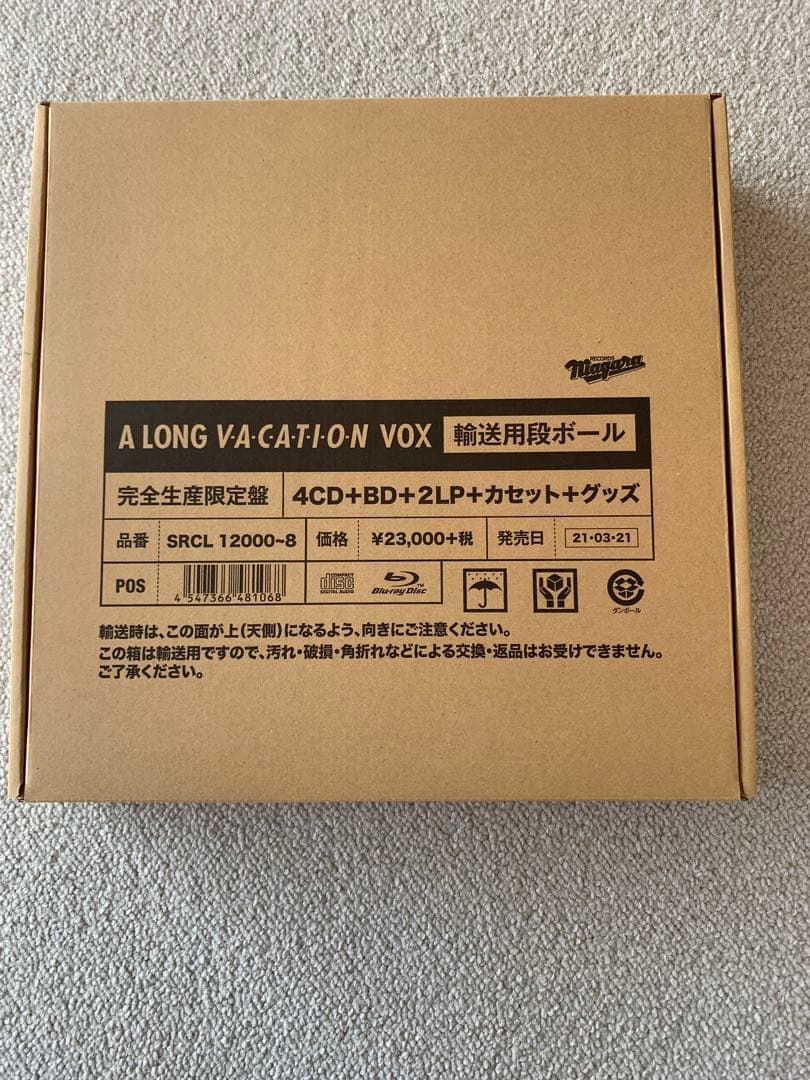 RECORDS
Niagara
A LONG V·A·C·A·T·I·O·N VOX 輸送用段ボール
完全生産限定盤 4CD+BD+2LP+カセット+グッズ
品番 SRCL 12000~8 価格 ¥23,000+税 発売日 21・03・21
POS 4 547366 481068 COMPACT disc DIGITAL AUDIO Blu-ray Disc™ ダンボール
輸送時は、この面が上(天側)になるよう、向きにご注意ください。
この箱は輸送用ですので、汚れ・破損・角折れなどによる交換・返品はお受けできません。
ご了承ください。